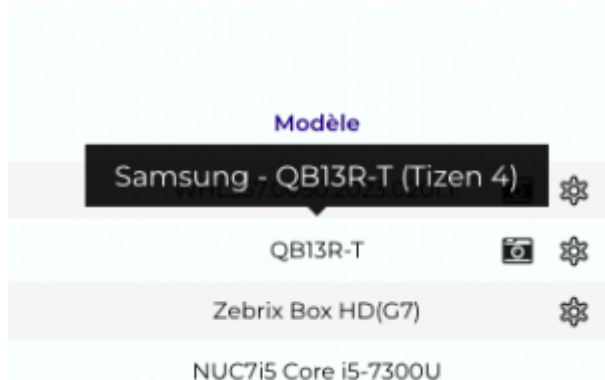 Modèle
Samsung - QB13R-T (Tizen 4)
QB13R-T
Zebrix Box HD(G7)
NUC7i5 Core i5-7300U